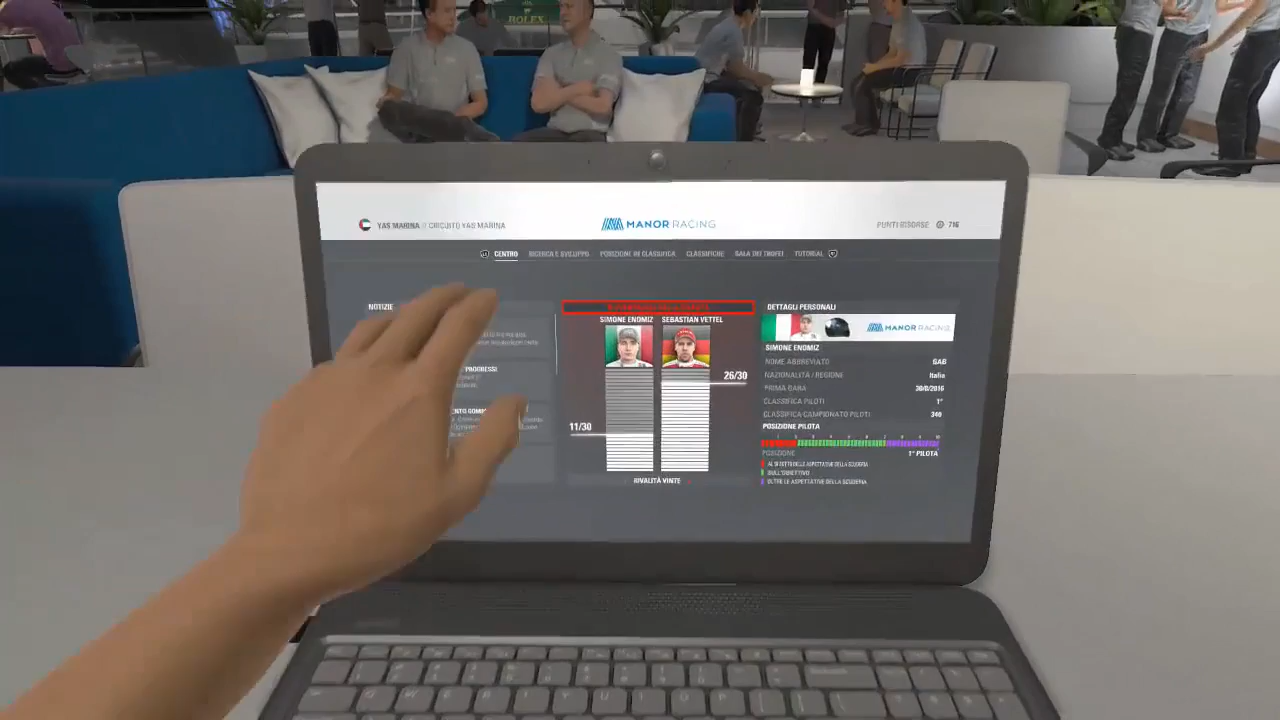 ROLEX
YAS MARINA // CIRCUITO YAS MARINA
MANOR RACING
PUNTI RISORSE 716
CENTRO RICERCA E SVILUPPO POSIZIONE IN CLASSIFICA CLASSIFICHE SALA DEI TROFEI TUTORIAL
NOTIZIE
PROGRESSI
SIMONE ENOMIZ SEBASTIAN VETTEL
26/30
11/30
RIVALITÀ VINTE
DETTAGLI PERSONALI
MANOR RACING
SIMONE ENOMIZ
NOME ABBREVIATO SAB
NAZIONALITÀ / REGIONE Italia
PRIMA GARA 30/8/2016
CLASSIFICA PILOTI 1°
CLASSIFICA CAMPIONATO PILOTI 346
POSIZIONE PILOTA
POSIZIONE 1° PILOTA
AL DI SOTTO DELLE ASPETTATIVE DELLA SCUDERIA
SULL'OBIETTIVO
OLTRE LE ASPETTATIVE DELLA SCUDERIA